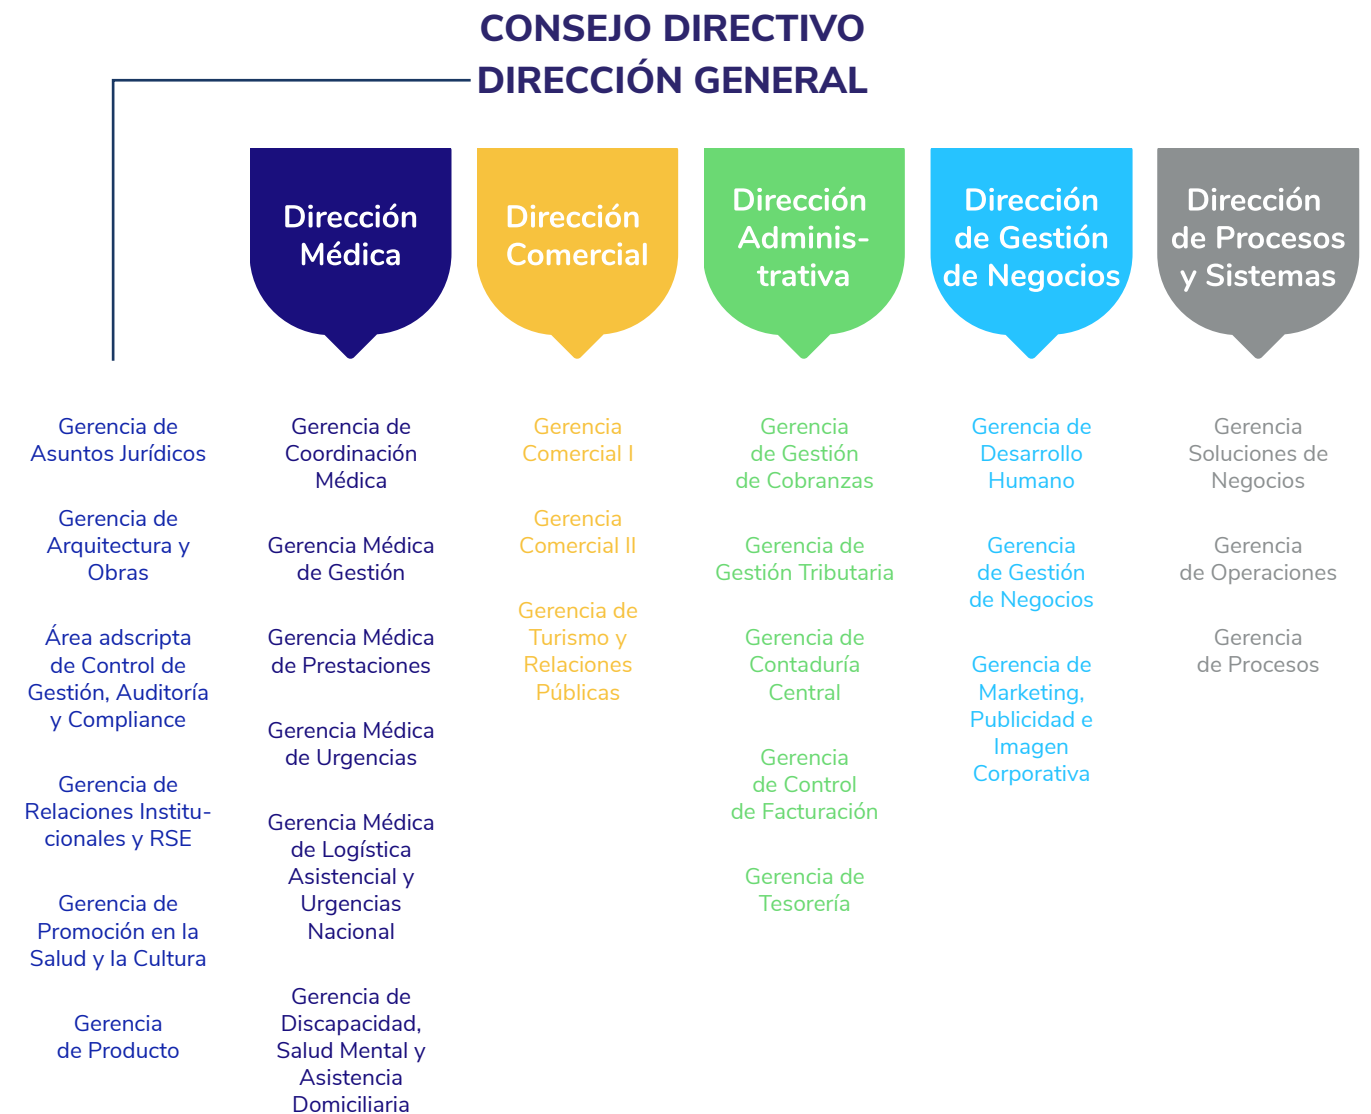 CONSEJO DIRECTIVO
DIRECCIÓN GENERAL
Dirección
Médica
Dirección
Comercial
Dirección
Adminis-
trativa
Dirección
de Gestión
de Negocios
Dirección
de Procesos
y Sistemas
Gerencia de
Asuntos Jurídicos
Gerencia de
Arquitectura y
Obras
Área adscripta
de Control de
Gestión, Auditoría
y Compliance
Gerencia de
Relaciones Institu-
cionales y RSE
Gerencia de
Promoción en la
Salud y la Cultura
Gerencia
de Producto
Gerencia de
Coordinación
Médica
Gerencia Médica
de Gestión
Gerencia Médica
de Prestaciones
Gerencia Médica
de Urgencias
Gerencia Médica
de Logística
Asistencial y
Urgencias
Nacional
Gerencia de
Discapacidad,
Salud Mental y
Asistencia
Domiciliaria
Gerencia
Comercial I
Gerencia
Comercial II
Gerencia de
Turismo y
Relaciones
Públicas
Gerencia
de Gestión
de Cobranzas
Gerencia de
Gestión Tributaria
Gerencia de
Contaduría
Central
Gerencia
de Control
de Facturación
Gerencia de
Tesorería
Gerencia de
Desarrollo
Humano
Gerencia
de Gestión
de Negocios
Gerencia de
Marketing,
Publicidad e
Imagen
Corporativa
Gerencia
Soluciones de
Negocios
Gerencia
de Operaciones
Gerencia
de Procesos